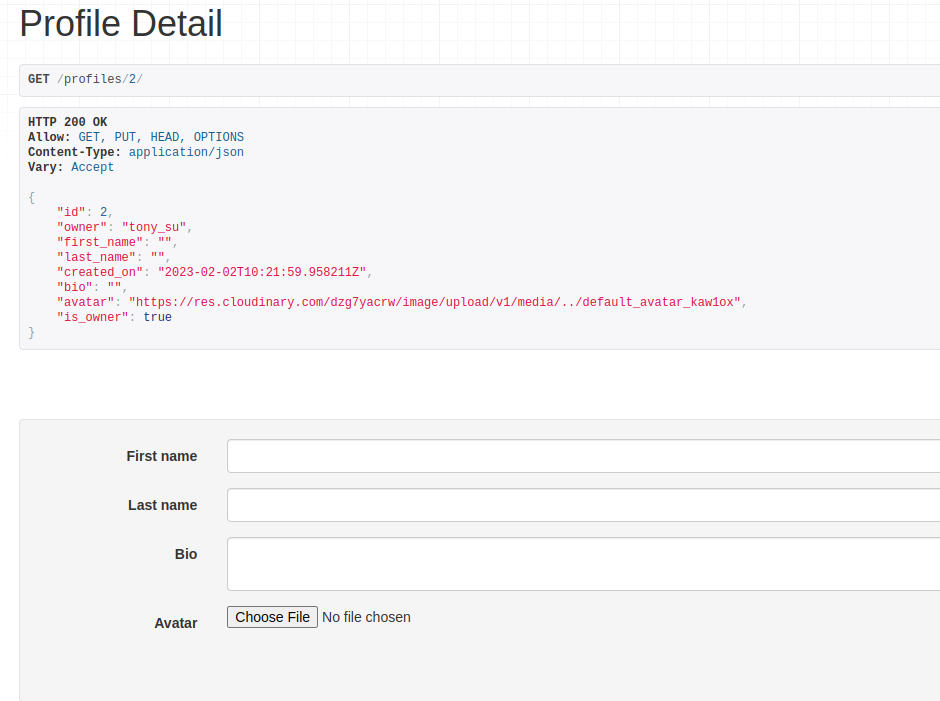 Profile Detail
GET /profiles/2/
HTTP 200 OK
Allow: GET, PUT, HEAD, OPTIONS
Content-Type: application/json
Vary: Accept
{
    "id": 2,
    "owner": "tony_su",
    "first_name": "",
    "last_name": "",
    "created_on": "2023-02-02T10:21:59.958211Z",
    "bio": "",
    "avatar": "https://res.cloudinary.com/dzg7yacrw/image/upload/v1/media/../default_avatar_kaw1ox",
    "is_owner": true
}
First name
Last name
Bio
Avatar Choose File No file chosen